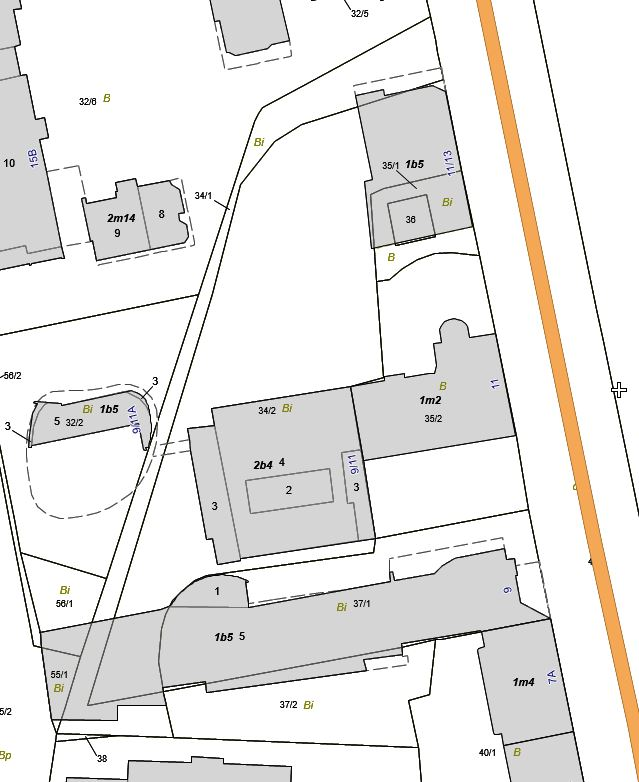 32/5
32/6 B
15B
10
Bi
34/1
2m14
8
9
35/1 1b5
11/13
Bi
36
B
56/2
3
Bi 1b5
5 32/2
9/11A
3
34/2 Bi
2b4 4
2
3
3
9/11
B
1m2
35/2
11
1
Bi 37/1
1b5 5
9
Bi
56/1
55/1
Bi
37/2 Bi
1m4
7A
40/1 B
38
5/2
Bp